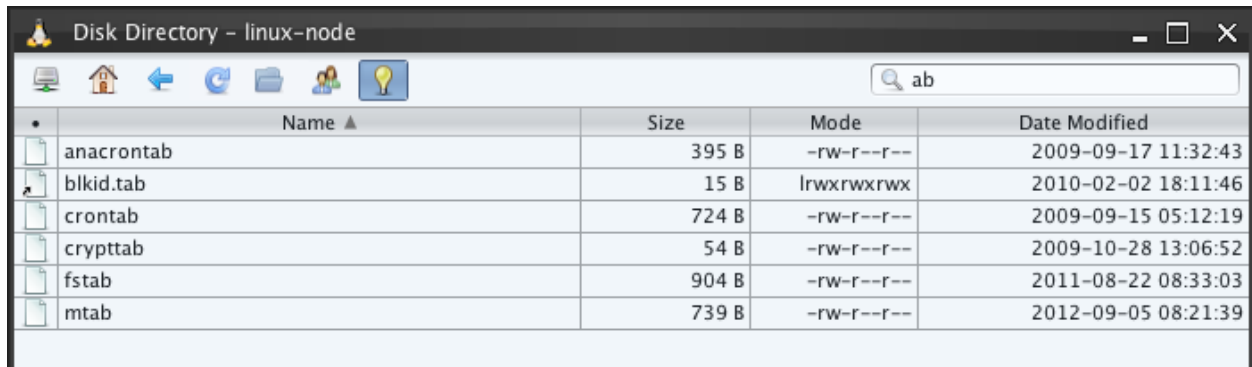 Disk Directory - linux-node
ab
• Name ▲ Size Mode Date Modified
anacrontab 395 B -rw-r--r-- 2009-09-17 11:32:43
blkid.tab 15 B lrwxrwxrwx 2010-02-02 18:11:46
crontab 724 B -rw-r--r-- 2009-09-15 05:12:19
crypttab 54 B -rw-r--r-- 2009-10-28 13:06:52
fstab 904 B -rw-r--r-- 2011-08-22 08:33:03
mtab 739 B -rw-r--r-- 2012-09-05 08:21:39